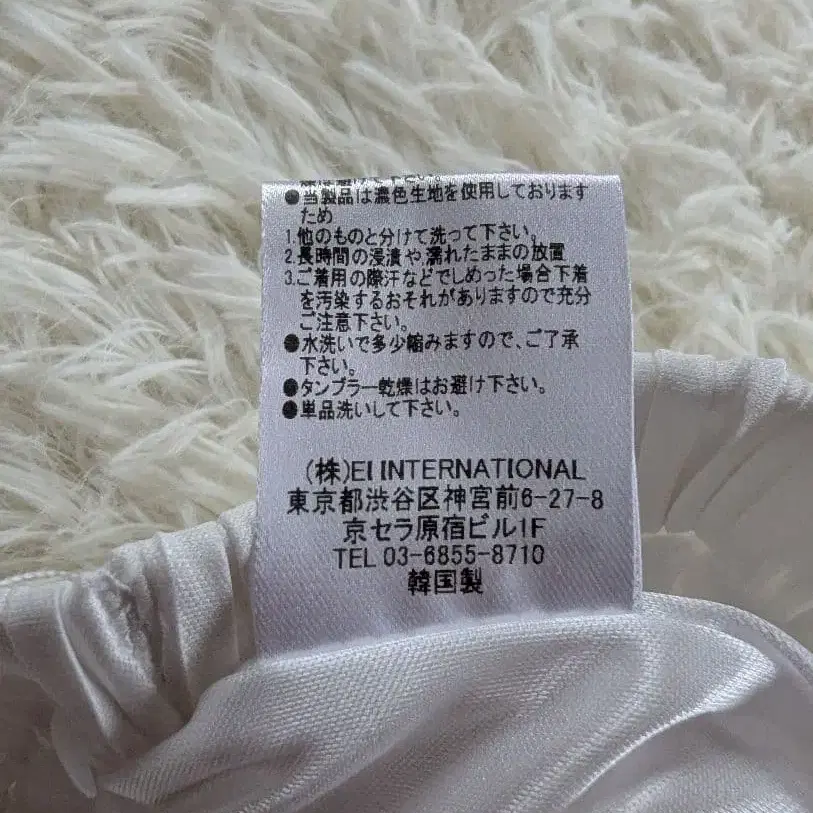 ●当製品は濃色生地を使用しております
ため
1.他のものと分けて洗って下さい。
2.長時間の浸漬や、濡れたままの放置
3.ご着用の際汗などでしめった場合下着
を汚染するおそれがありますので充分
ご注意下さい。
●水洗いで多少縮みますので、ご了承
下さい。
●タンブラー乾燥はお避け下さい。
●単品洗いして下さい。
(株)EI INTERNATIONAL
東京都渋谷区神宮前6-27-8
京セラ原宿ビル1F
TEL 03-6855-8710
韓国製